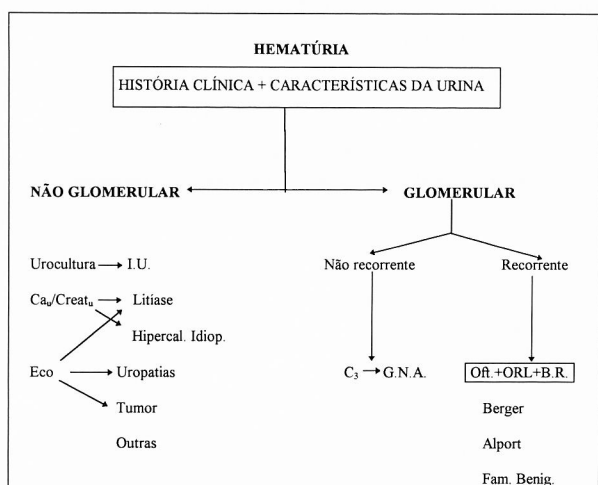 HEMATÚRIA
HISTÓRIA CLÍNICA + CARACTERÍSTICAS DA URINA
NÃO GLOMERULAR
GLOMERULAR
Urocultura I.U.
Caᵤ/Creatᵤ Litíase
Hipercal. Idiop.
Eco Uropatias
Tumor
Outras
Não recorrente
Recorrente
C₃ G.N.A.
Oft.+ORL+B.R.
Berger
Alport
Fam. Benig.